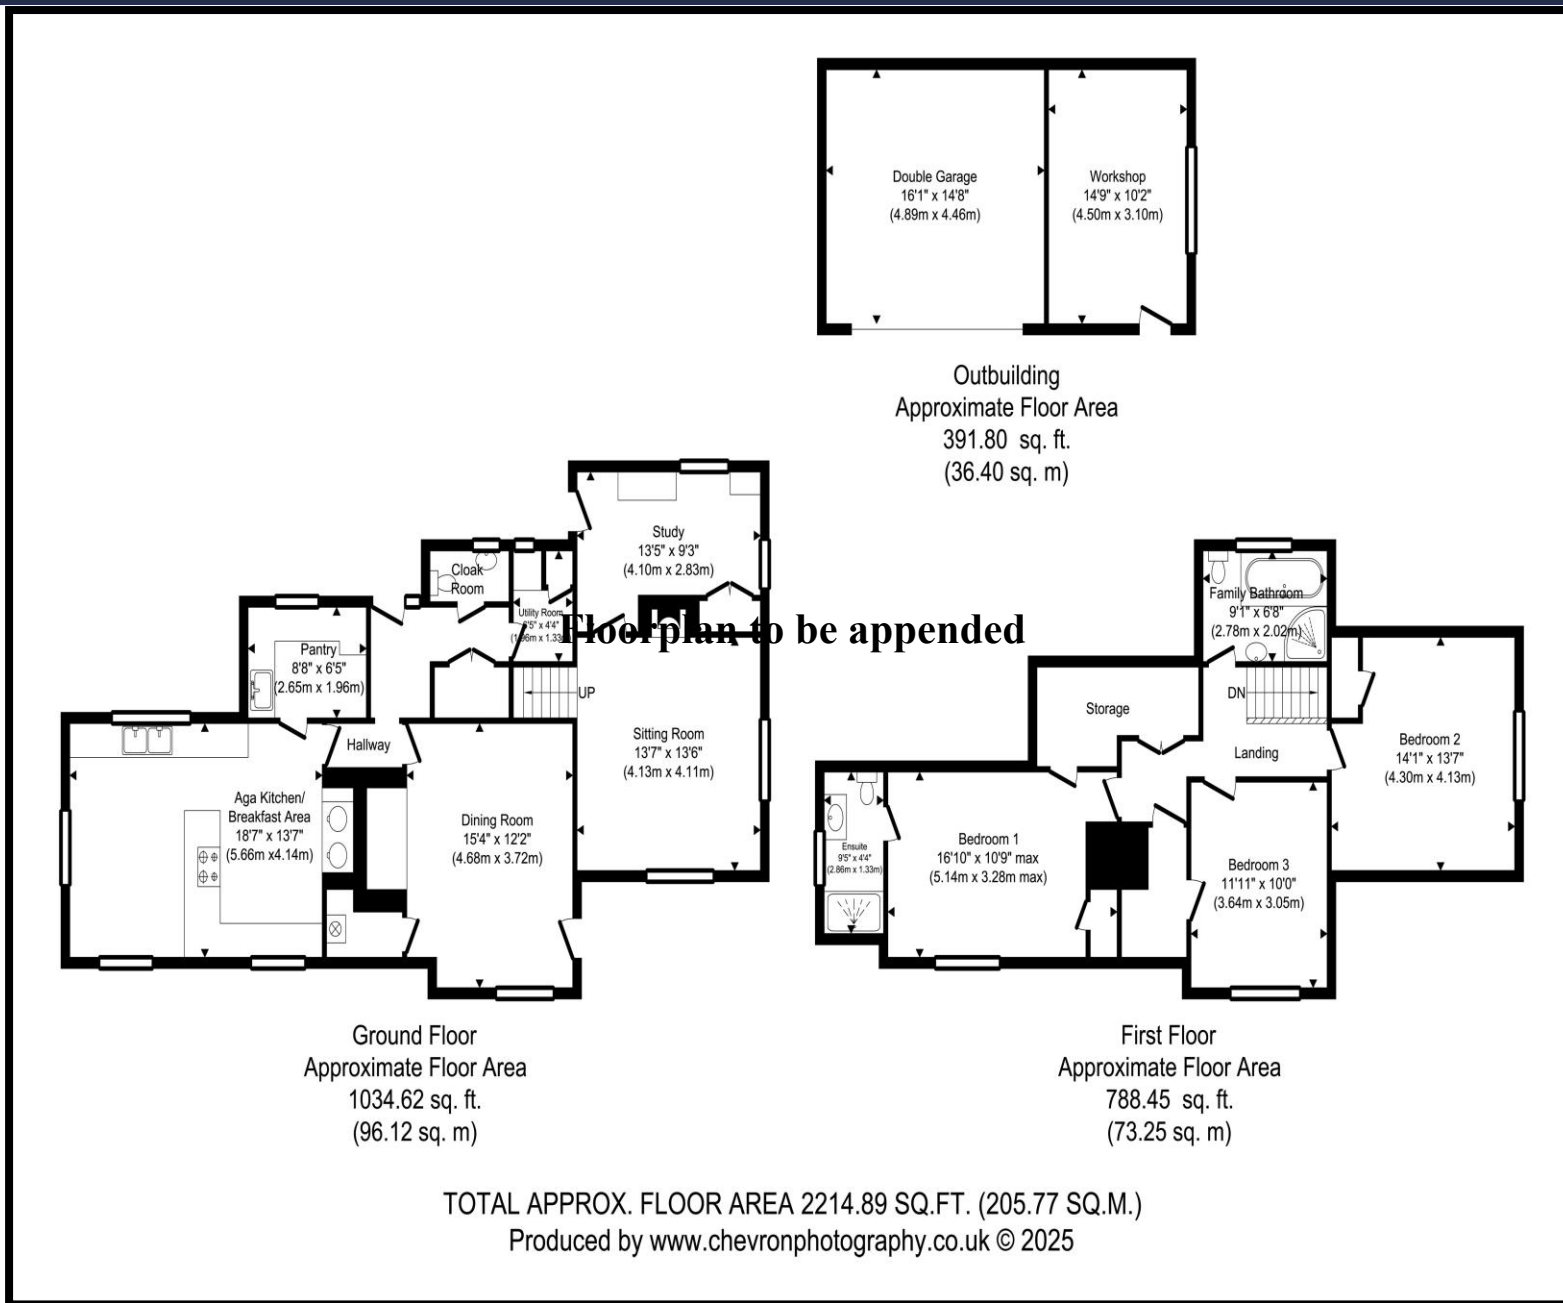 Double Garage
16'1" x 14'8"
(4.89m x 4.46m)
Workshop
14'9" x 10'2"
(4.50m x 3.10m)
Outbuilding
Approximate Floor Area
391.80 sq. ft.
(36.40 sq. m)
Study
13'5" x 9'3"
(4.10m x 2.83m)
Cloak
Room
Utility Room
6'5" x 4'4"
(1.96m x 1.33m)
Floorplan to be appended
Pantry
8'8" x 6'5"
(2.65m x 1.96m)
UP
Hallway
Sitting Room
13'7" x 13'6"
(4.13m x 4.11m)
Aga Kitchen/
Breakfast Area
18'7" x 13'7"
(5.66m x4.14m)
Dining Room
15'4" x 12'2"
(4.68m x 3.72m)
Ground Floor
Approximate Floor Area
1034.62 sq. ft.
(96.12 sq. m)
Family Bathroom
9'1" x 6'8"
(2.78m x 2.02m)
Storage
DN
Landing
Bedroom 2
14'1" x 13'7"
(4.30m x 4.13m)
Ensuite
9'5" x 4'4"
(2.86m x 1.33m)
Bedroom 1
16'10" x 10'9" max
(5.14m x 3.28m max)
Bedroom 3
11'11" x 10'0"
(3.64m x 3.05m)
First Floor
Approximate Floor Area
788.45 sq. ft.
(73.25 sq. m)
TOTAL APPROX. FLOOR AREA 2214.89 SQ.FT. (205.77 SQ.M.)
Produced by www.chevronphotography.co.uk © 2025